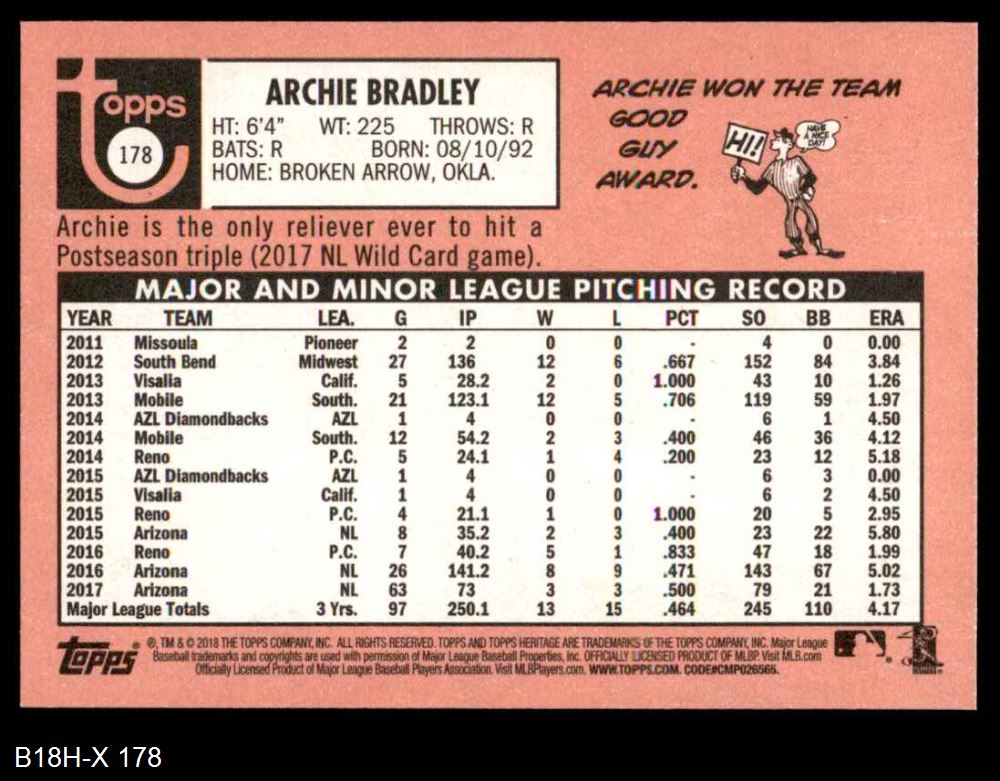 topps
178
ARCHIE BRADLEY
HT: 6'4" WT: 225 THROWS: R
BATS: R BORN: 08/10/92
HOME: BROKEN ARROW, OKLA.
ARCHIE WON THE TEAM
GOOD
GUY
AWARD.
HI!
HAVE
A NICE
DAY!
Archie is the only reliever ever to hit a
Postseason triple (2017 NL Wild Card game).
MAJOR AND MINOR LEAGUE PITCHING RECORD
YEAR TEAM LEA. G IP W L PCT SO BB ERA
2011 Missoula Pioneer 2 2 0 0 - 4 0 0.00
2012 South Bend Midwest 27 136 12 6 .667 152 84 3.84
2013 Visalia Calif. 5 28.2 2 0 1.000 43 10 1.26
2013 Mobile South. 21 123.1 12 5 .706 119 59 1.97
2014 AZL Diamondbacks AZL 1 4 0 0 - 6 1 4.50
2014 Mobile South. 12 54.2 2 3 .400 46 36 4.12
2014 Reno P.C. 5 24.1 1 4 .200 23 12 5.18
2015 AZL Diamondbacks AZL 1 4 0 0 - 6 3 0.00
2015 Visalia Calif. 1 4 0 0 - 6 2 4.50
2015 Reno P.C. 4 21.1 1 0 1.000 20 5 2.95
2015 Arizona NL 8 35.2 2 3 .400 23 22 5.80
2016 Reno P.C. 7 40.2 5 1 .833 47 18 1.99
2016 Arizona NL 26 141.2 8 9 .471 143 67 5.02
2017 Arizona NL 63 73 3 3 .500 79 21 1.73
Major League Totals 3 Yrs. 97 250.1 13 15 .464 245 110 4.17
topps
®, TM & © 2018 THE TOPPS COMPANY, INC. ALL RIGHTS RESERVED. TOPPS AND TOPPS HERITAGE ARE TRADEMARKS OF THE TOPPS COMPANY, INC. Major League
Baseball trademarks and copyrights are used with permission of Major League Baseball Properties, Inc. OFFICIALLY LICENSED PRODUCT OF MLBP. Visit MLB.com
Officially Licensed Product of Major League Baseball Players Association. Visit MLBPlayers.com. WWW.TOPPS.COM. CODE#CMP026565.
B18H-X 178